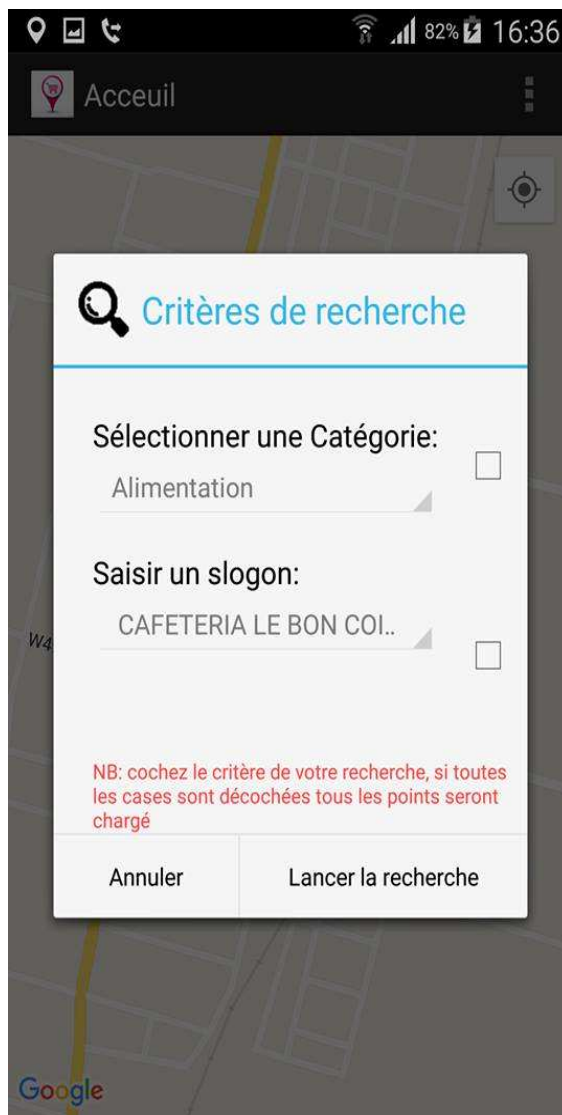 82% 16:36
Acceuil
Critères de recherche
Sélectionner une Catégorie:
Alimentation
Saisir un slogon:
CAFETERIA LE BON COI..
W4
NB: cochez le critère de votre recherche, si toutes
les cases sont décochées tous les points seront
chargé
Annuler Lancer la recherche
Google